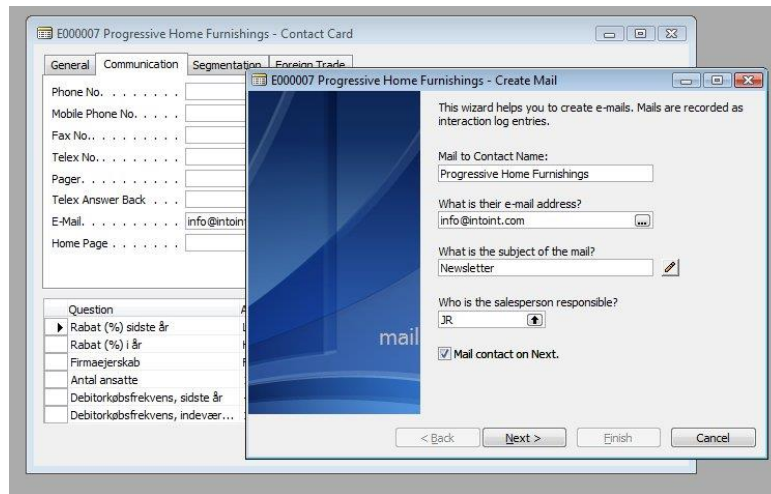 E000007 Progressive Home Furnishings - Contact Card
General Communication Segmentation Foreign Trade
Phone No. . . . . . . . .
Mobile Phone No. . . . . .
Fax No.. . . . . . . . .
Telex No.. . . . . . . .
Pager. . . . . . . . . .
Telex Answer Back . . .
E-Mail. . . . . . . . . . info@intoint
Home Page . . . . . . .
Question
Rabat (%) sidste år
Rabat (%) i år
Firmaejerskab
Antal ansatte
Debitorkøbsfrekvens, sidste år
Debitorkøbsfrekvens, indevær...
E000007 Progressive Home Furnishings - Create Mail
This wizard helps you to create e-mails. Mails are recorded as
interaction log entries.
Mail to Contact Name:
Progressive Home Furnishings
What is their e-mail address?
info@intoint.com ...
What is the subject of the mail?
Newsletter
Who is the salesperson responsible?
JR
mail
Mail contact on Next.
< Back Next > Finish Cancel